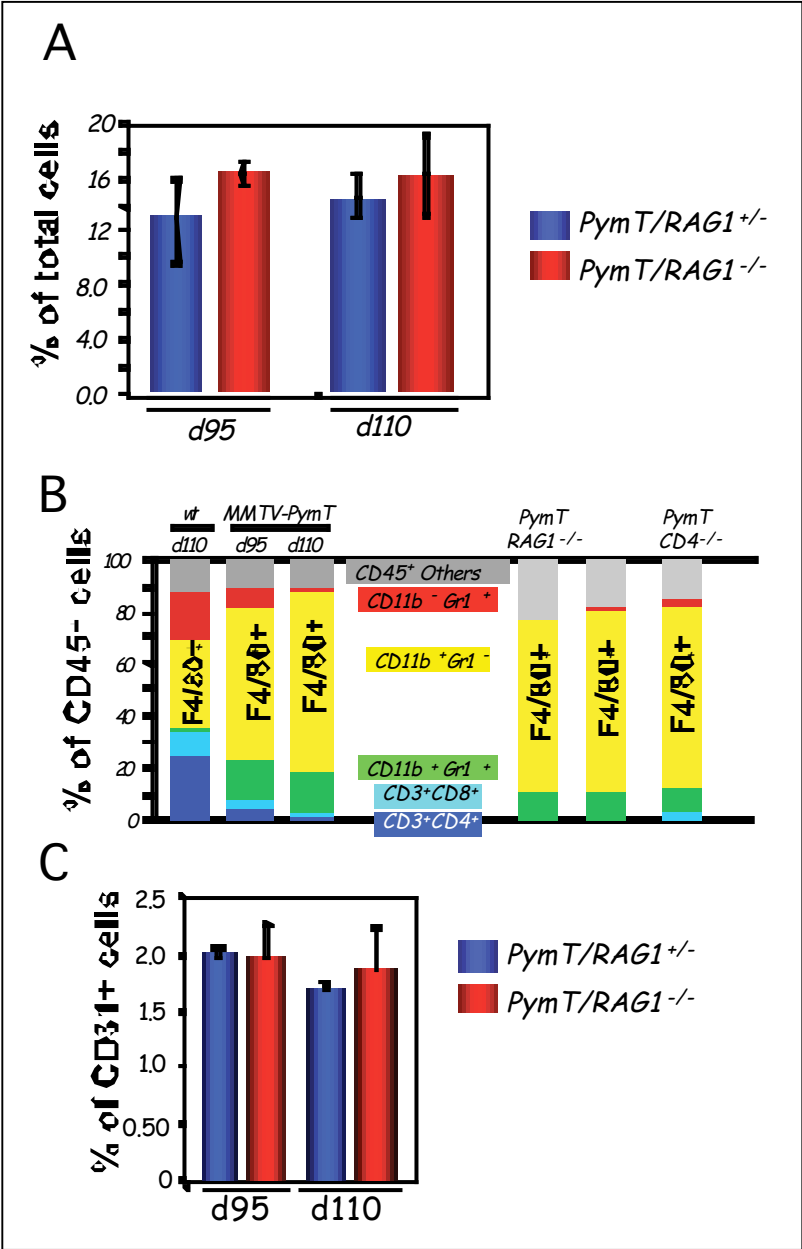 A
% of total cells
20
16
12
8.0
4.0
0.0
d95
d110
PymT/RAG1+/-
PymT/RAG1-/-
B
wt
MMTV-PymT
PymT
RAG1-/-
PymT
CD4-/-
d110
d95
d110
% of CD45+ cells
100
80
60
40
20
0
F4/80+
F4/80+
F4/80+
CD45+ Others
CD11b - Gr1 +
CD11b +Gr1 -
CD11b + Gr1 +
CD3+CD8+
CD3+CD4+
F4/80+
F4/80+
F4/80+
C
% of CD31+ cells
2.5
2.0
1.5
1.0
0.50
0
d95
d110
PymT/RAG1+/-
PymT/RAG1-/-